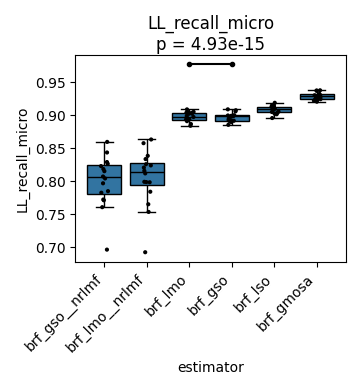 LL_recall_micro
p = 4.93e-15
LL_recall_micro
0.95
0.90
0.85
0.80
0.75
0.70
brf_gso__nrlmf
brf_lmo__nrlmf
brf_lmo
brf_gso
brf_lso
brf_gmosa
estimator